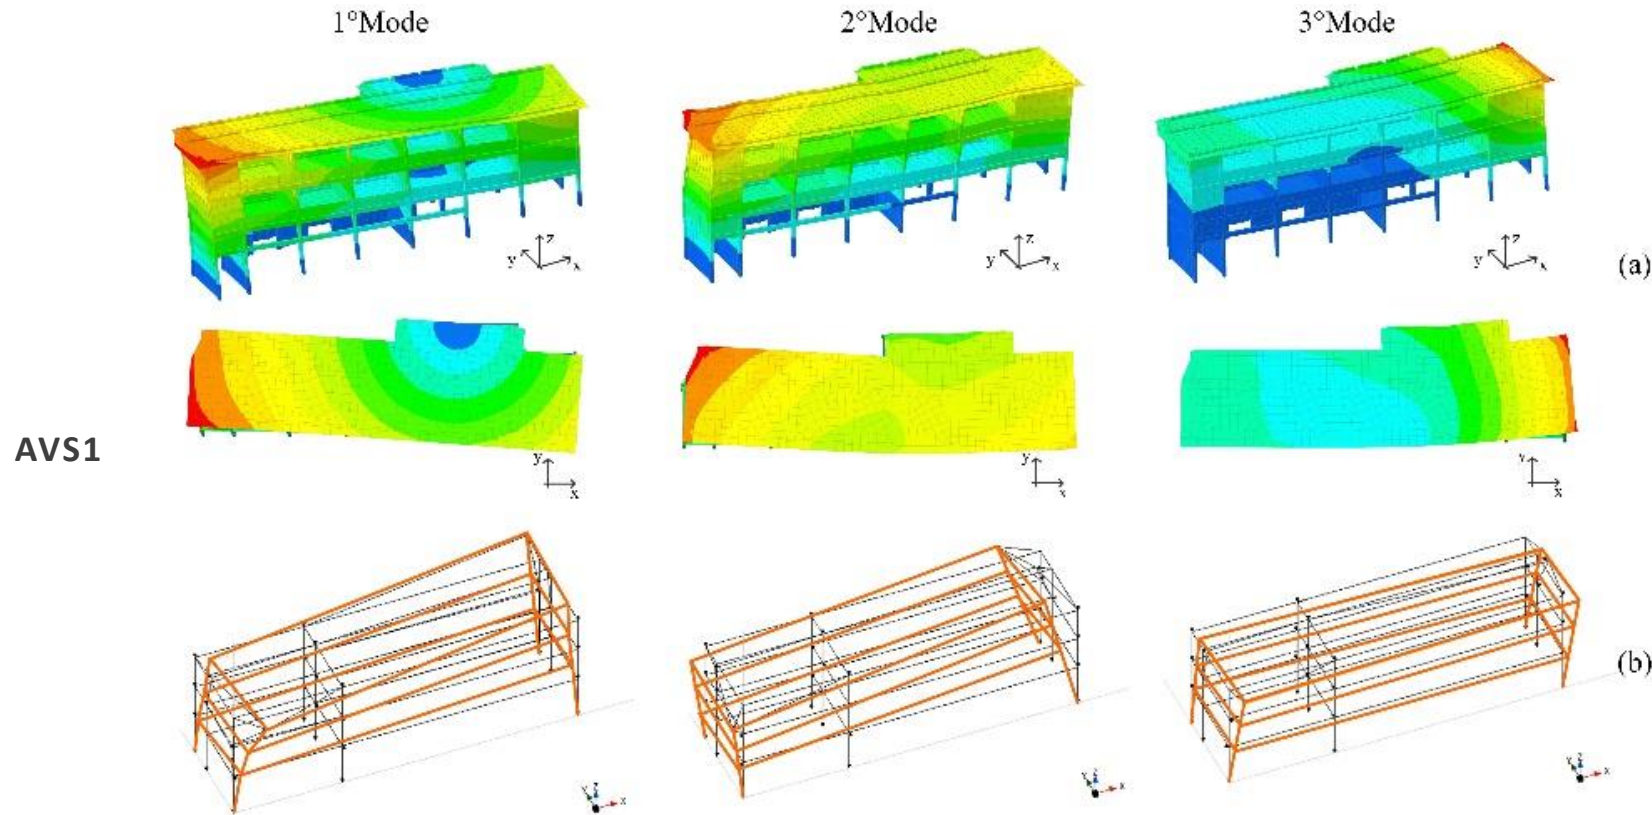 1°Mode 2°Mode 3°Mode
z z z
y x y x y x
(a)
AVS1
y y y
x x x
(b)
Y Z X Y Z X Y Z X